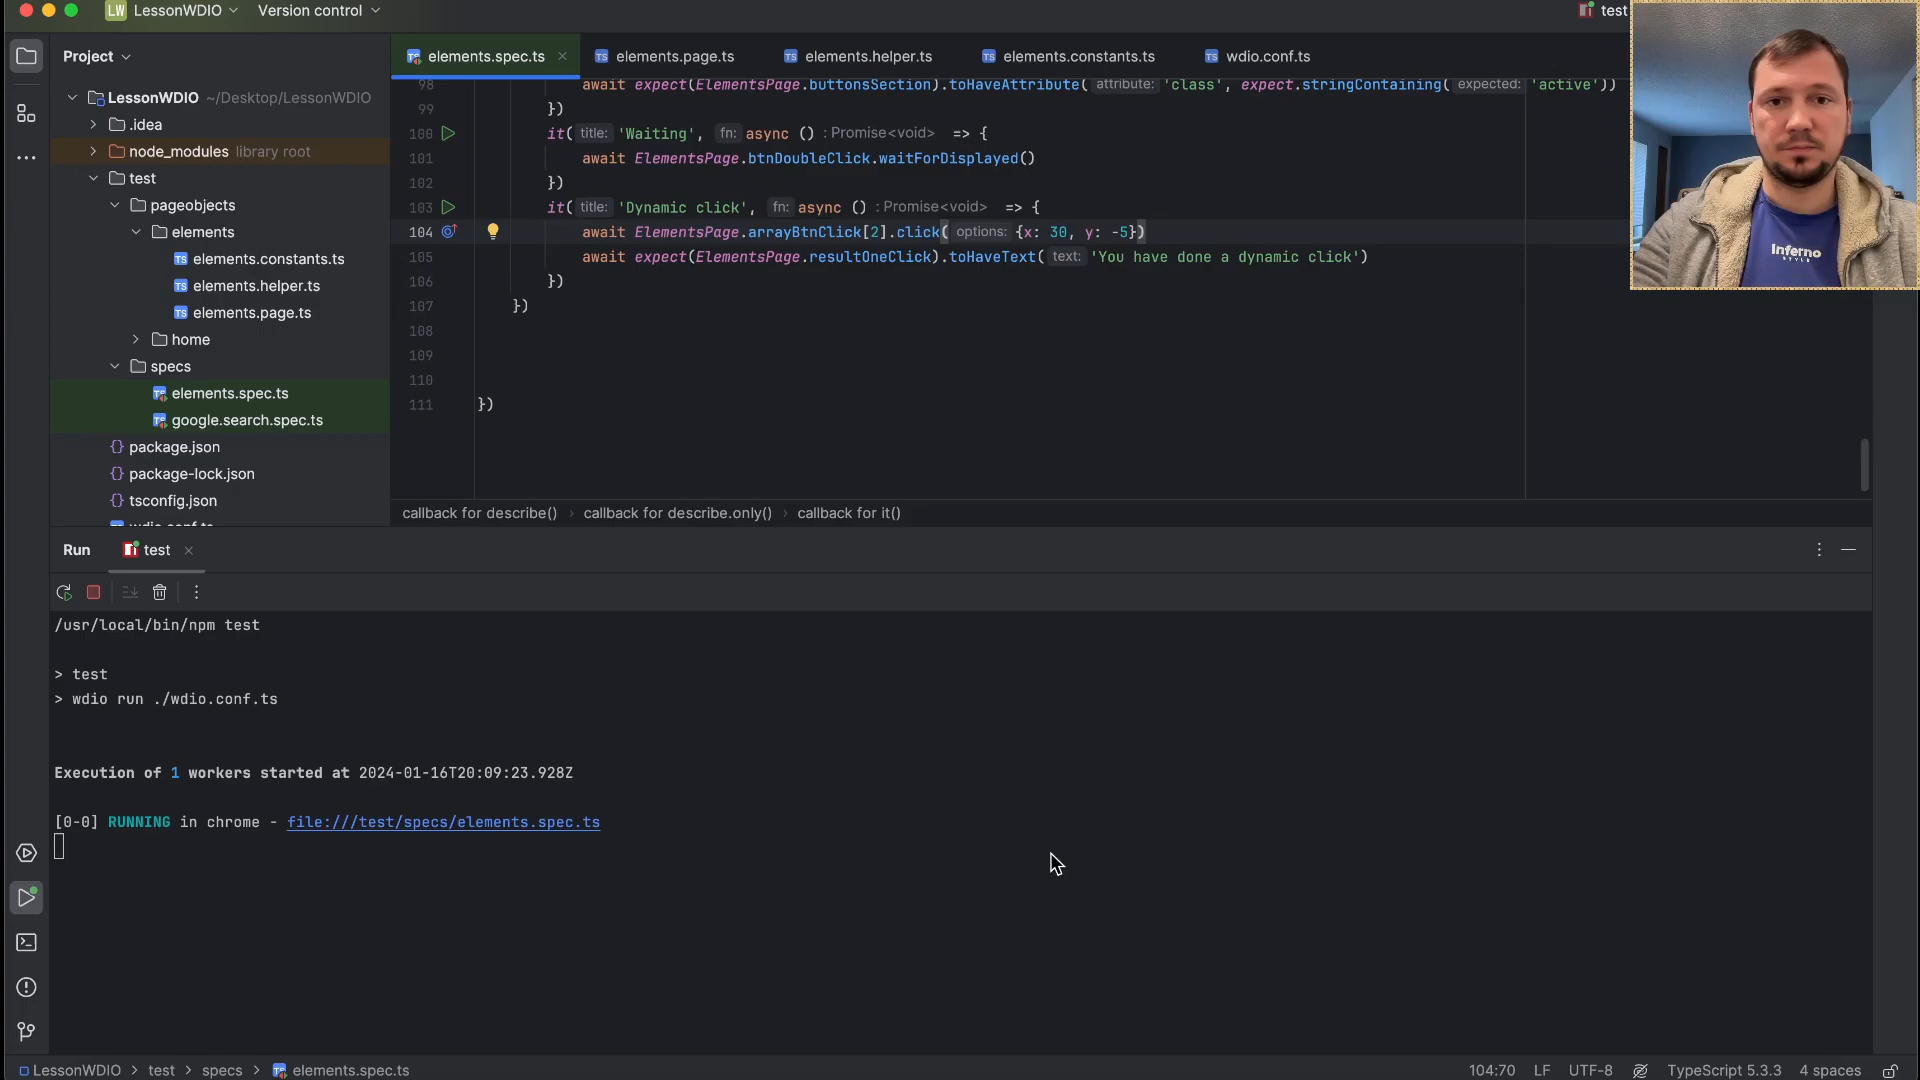 LW LessonWDIO Version control test
Project
elements.spec.ts elements.page.ts elements.helper.ts elements.constants.ts wdio.conf.ts
LessonWDIO ~/Desktop/LessonWDIO
.idea
node_modules library root
test
pageobjects
elements
elements.constants.ts
elements.helper.ts
elements.page.ts
home
specs
elements.spec.ts
google.search.spec.ts
package.json
package-lock.json
tsconfig.json
wdio.conf.ts
98 await expect(ElementsPage.buttonsSection).toHaveAttribute( attribute: 'class', expect.stringContaining( expected: 'active'))
99 })
100 it( title: 'Waiting', fn: async () : Promise<void> => {
101 await ElementsPage.btnDoubleClick.waitForDisplayed()
102 })
103 it( title: 'Dynamic click', fn: async () : Promise<void> => {
104 await ElementsPage.arrayBtnClick[2].click( options: {x: 30, y: -5})
105 await expect(ElementsPage.resultOneClick).toHaveText( text: 'You have done a dynamic click')
106 })
107 })
108
109
110
111 })
callback for describe() › callback for describe.only() › callback for it()
Inferno
STYLE
Run test
/usr/local/bin/npm test
> test
> wdio run ./wdio.conf.ts
Execution of 1 workers started at 2024-01-16T20:09:23.928Z
[0-0] RUNNING in chrome - file:///test/specs/elements.spec.ts
LessonWDIO > test > specs > elements.spec.ts 104:70 LF UTF-8 TypeScript 5.3.3 4 spaces